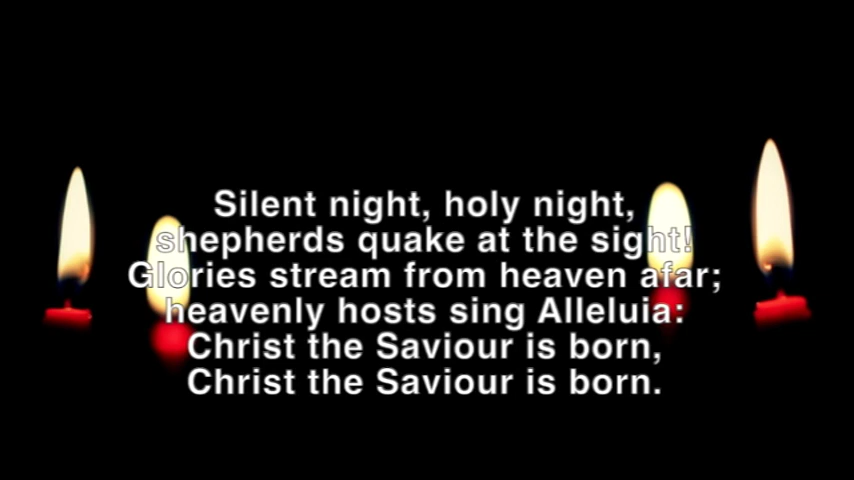 Silent night, holy night,
shepherds quake at the sight!
Glories stream from heaven afar;
heavenly hosts sing Alleluia:
Christ the Saviour is born,
Christ the Saviour is born.